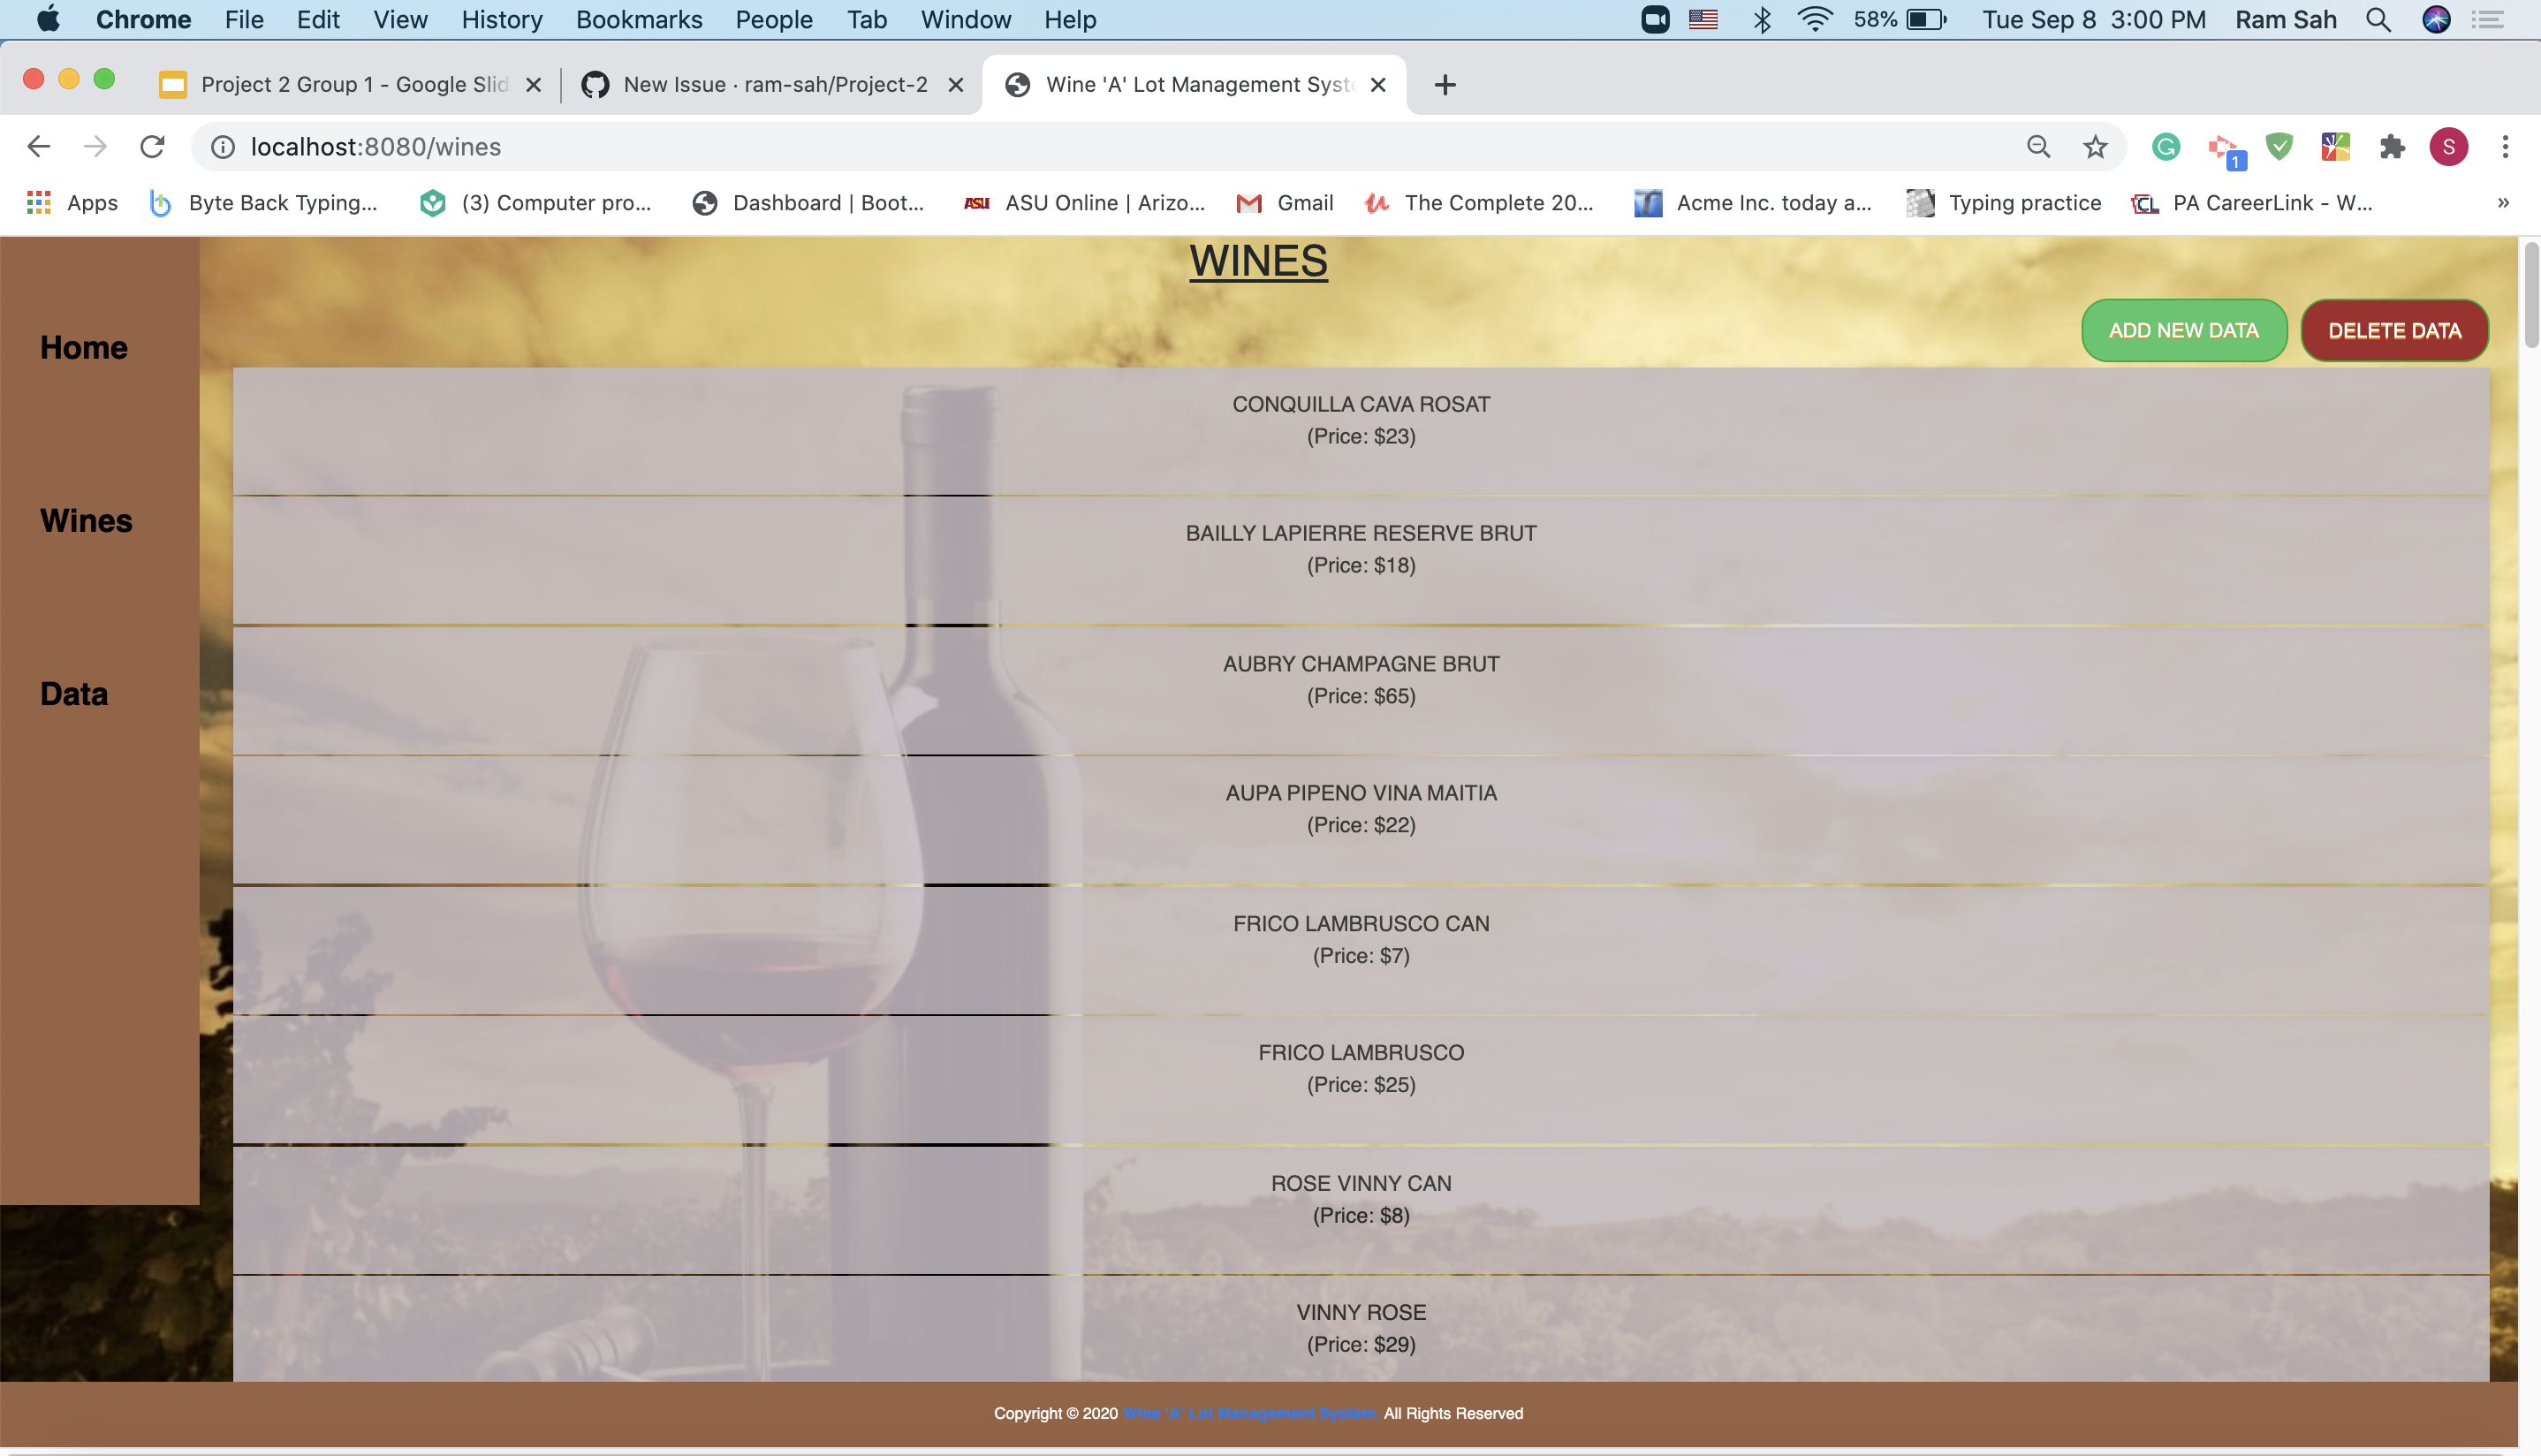 Chrome File Edit View History Bookmarks People Tab Window Help 58% Tue Sep 8 3:00 PM Ram Sah
Project 2 Group 1 - Google Slid New Issue · ram-sah/Project-2 Wine 'A' Lot Management Syst
localhost:8080/wines 1 S
Apps Byte Back Typing... (3) Computer pro... Dashboard | Boot... ASU ASU Online | Arizo... Gmail The Complete 20... Acme Inc. today a... Typing practice CL PA CareerLink - W... »
WINES
ADD NEW DATA DELETE DATA
Home
Wines
Data
CONQUILLA CAVA ROSAT
(Price: $23)
BAILLY LAPIERRE RESERVE BRUT
(Price: $18)
AUBRY CHAMPAGNE BRUT
(Price: $65)
AUPA PIPENO VINA MAITIA
(Price: $22)
FRICO LAMBRUSCO CAN
(Price: $7)
FRICO LAMBRUSCO
(Price: $25)
ROSE VINNY CAN
(Price: $8)
VINNY ROSE
(Price: $29)
Copyright © 2020 Wine 'A' Lot Management System. All Rights Reserved